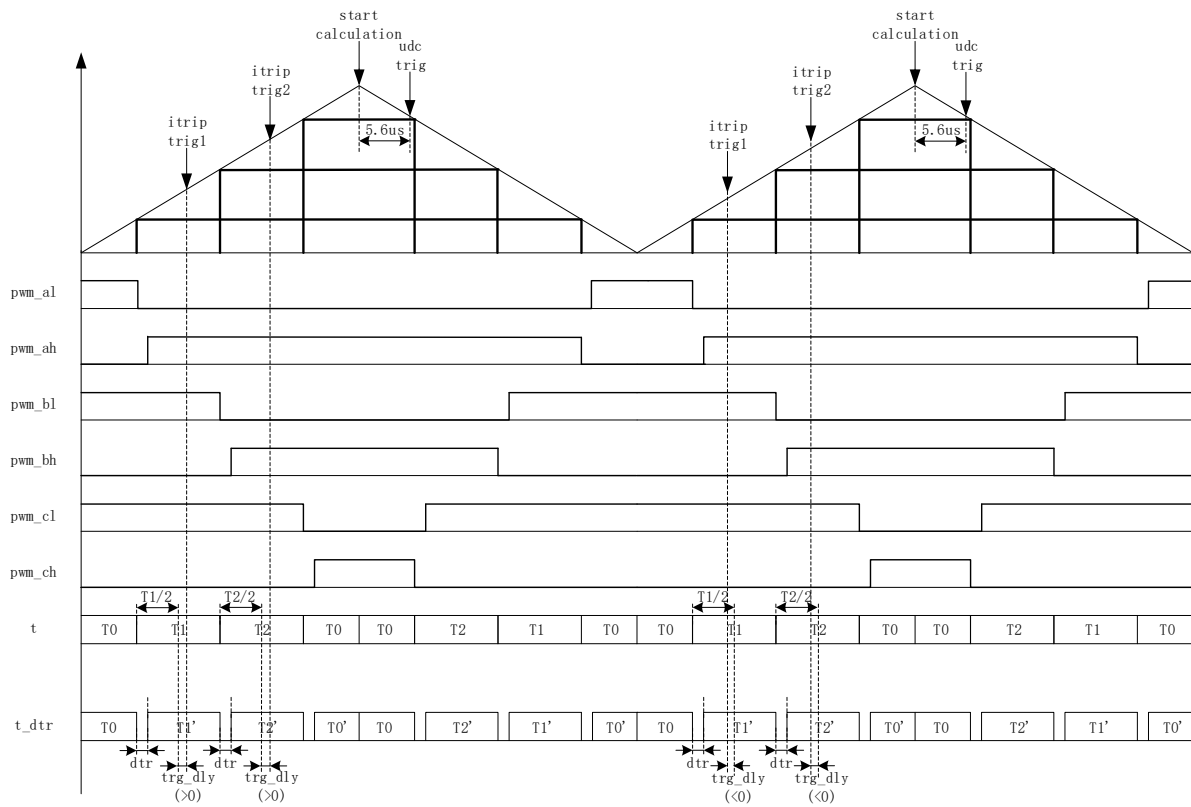 start
calculation
udc
trig
itrip
trig2
5.6us
itrip
trig1
start
calculation
udc
trig
itrip
trig2
5.6us
itrip
trig1
pwm_al
pwm_ah
pwm_bl
pwm_bh
pwm_cl
pwm_ch
T1/2 T2/2 T1/2 T2/2
t T0 T1 T2 T0 T0 T2 T1 T0 T0 T1 T2 T0 T0 T2 T1 T0
t_dtr T0 T1' T2' T0' T0 T2' T1' T0' T0 T1' T2' T0' T0 T2' T1' T0'
dtr dtr dtr dtr
trg_dly trg_dly trg_dly trg_dly
(>0) (>0) (<0) (<0)